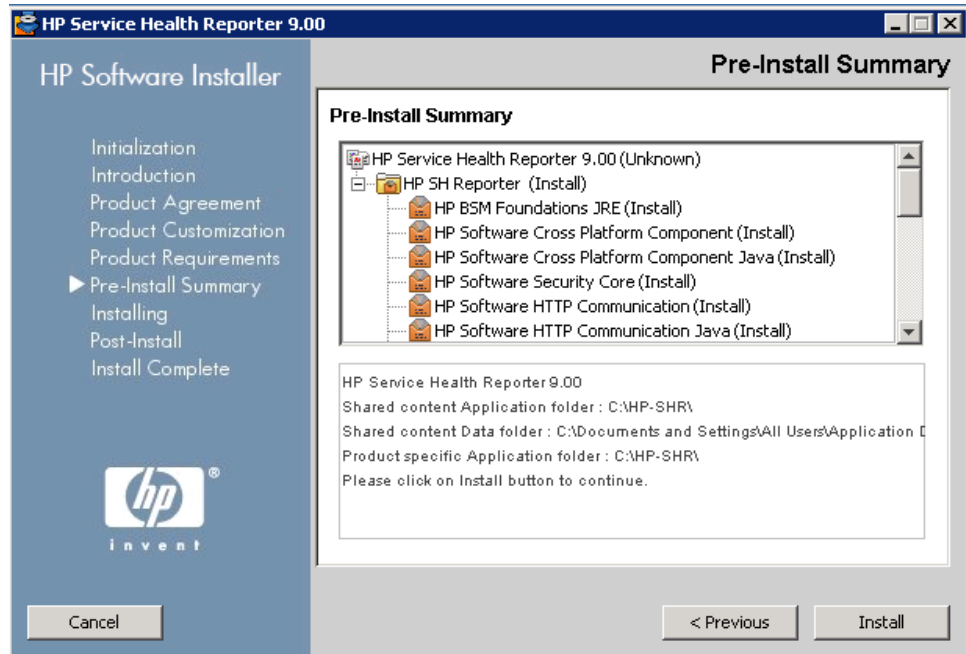 HP Service Health Reporter 9.00
HP Software Installer
Pre-Install Summary
Initialization
Introduction
Product Agreement
Product Customization
Product Requirements
Pre-Install Summary
Installing
Post-Install
Install Complete
hp ®
invent
Pre-Install Summary
HP Service Health Reporter 9.00 (Unknown)
HP SH Reporter (Install)
HP BSM Foundations JRE (Install)
HP Software Cross Platform Component (Install)
HP Software Cross Platform Component Java (Install)
HP Software Security Core (Install)
HP Software HTTP Communication (Install)
HP Software HTTP Communication Java (Install)
HP Service Health Reporter 9.00
Shared content Application folder : C:\HP-SHR\
Shared content Data folder : C:\Documents and Settings\All Users\Application
Product specific Application folder : C:\HP-SHR\
Please click on Install button to continue.
Cancel
< Previous
Install